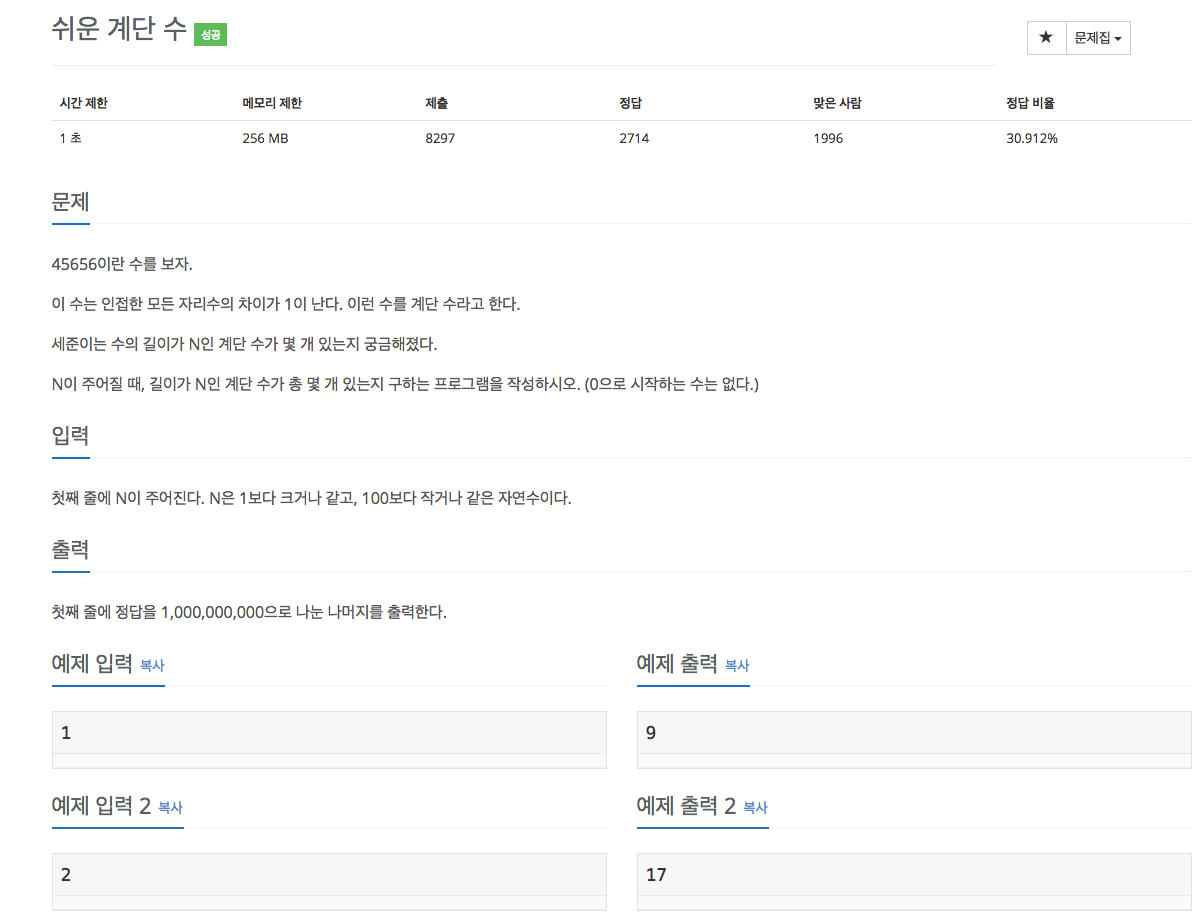 쉬운 계단 수 성공
★ 문제집
시간 제한 메모리 제한 제출 정답 맞은 사람 정답 비율
1 초 256 MB 8297 2714 1996 30.912%
문제
45656이란 수를 보자.
이 수는 인접한 모든 자리수의 차이가 1이 난다. 이런 수를 계단 수라고 한다.
세준이는 수의 길이가 N인 계단 수가 몇 개 있는지 궁금해졌다.
N이 주어질 때, 길이가 N인 계단 수가 총 몇 개 있는지 구하는 프로그램을 작성하시오. (0으로 시작하는 수는 없다.)
입력
첫째 줄에 N이 주어진다. N은 1보다 크거나 같고, 100보다 작거나 같은 자연수이다.
출력
첫째 줄에 정답을 1,000,000,000으로 나눈 나머지를 출력한다.
예제 입력 복사 예제 출력 복사
1 9
예제 입력 2 복사 예제 출력 2 복사
2 17